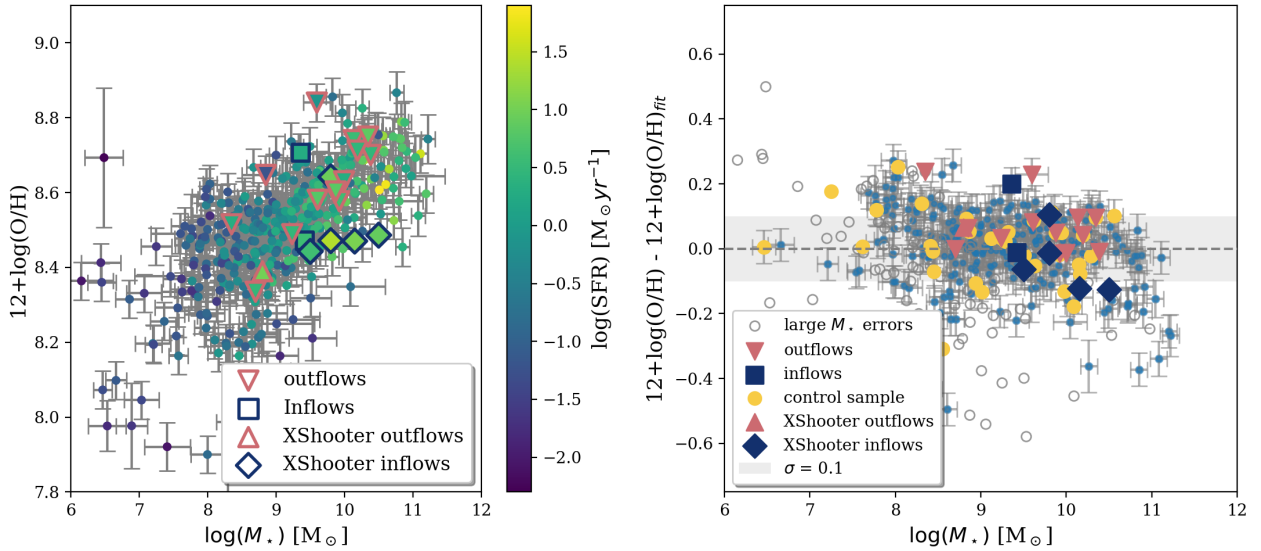 9.0
8.8
8.6
8.4
8.2
8.0
7.8
12+log(O/H)
6 7 8 9 10 11 12
log(M⋆) [M⊙]
outflows
Inflows
XShooter outflows
XShooter inflows
1.5
1.0
0.5
0.0
−0.5
−1.0
−1.5
−2.0
log(SFR) [M⊙yr⁻¹]
0.6
0.4
0.2
0.0
−0.2
−0.4
−0.6
12+log(O/H) - 12+log(O/H)fit
6 7 8 9 10 11 12
log(M⋆) [M⊙]
large M⋆ errors
outflows
inflows
control sample
XShooter outflows
XShooter inflows
σ = 0.1